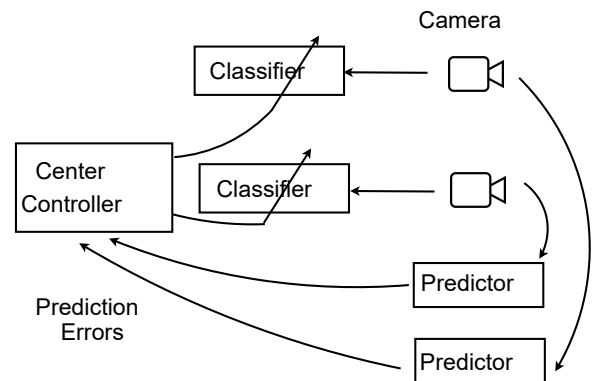 Camera
Classifier
Center
Controller
Classifier
Predictor
Prediction
Errors
Predictor